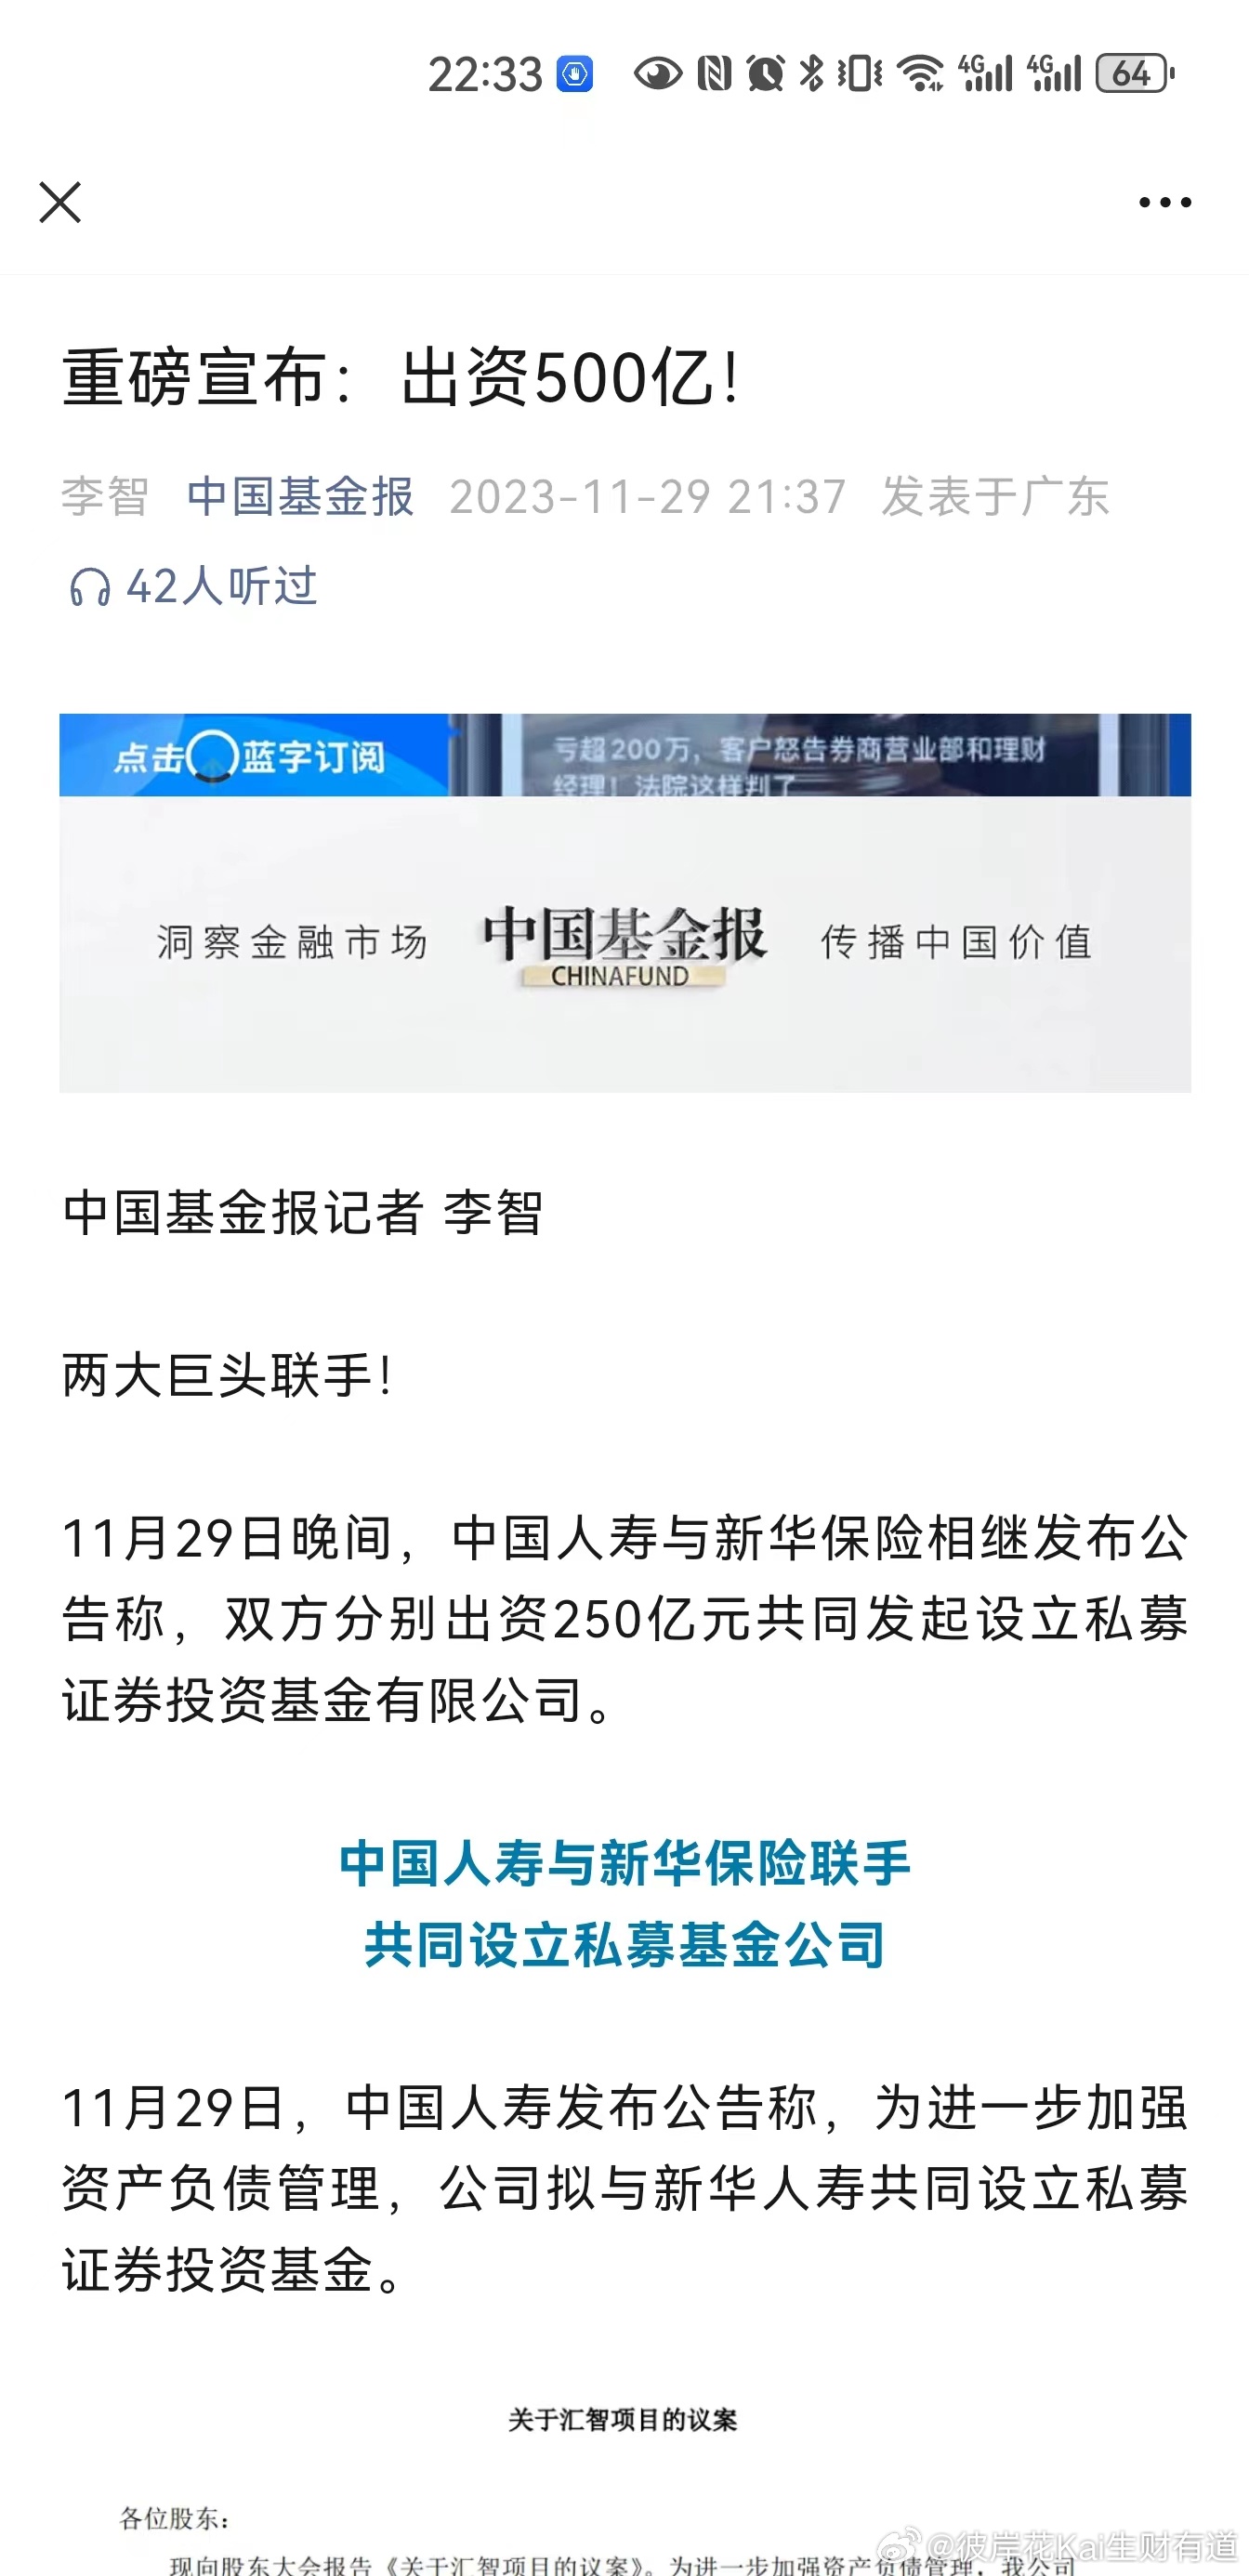 22:33 4G 4G 64
重磅宣布：出资500亿！
李智 中国基金报 2023-11-29 21:37 发表于广东
42人听过
点击 蓝字订阅
亏超200万，客户怒告券商营业部和理财
经理！法院这样判了
洞察金融市场 中国基金报 传播中国价值
CHINAFUND
中国基金报记者 李智
两大巨头联手！
11月29日晚间，中国人寿与新华保险相继发布公
告称，双方分别出资250亿元共同发起设立私募
证券投资基金有限公司。
中国人寿与新华保险联手
共同设立私募基金公司
11月29日，中国人寿发布公告称，为进一步加强
资产负债管理，公司拟与新华人寿共同设立私募
证券投资基金。
关于汇智项目的议案
各位股东：
现向股东大会报告《关于汇智项目的议案》。为进一步加强资产负债管理，我公司
@彼岸花Kai生财有道